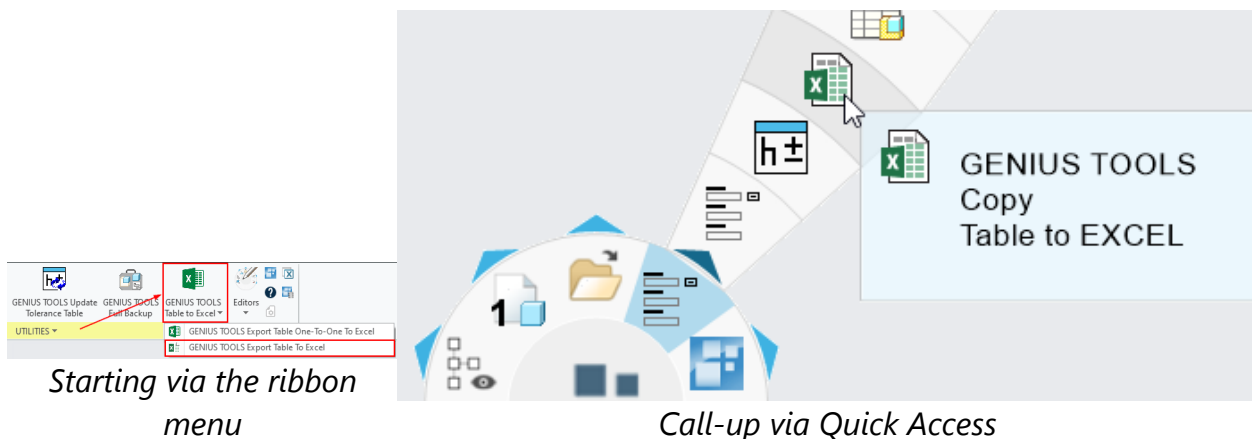 GENIUS TOOLS
Copy
Table to EXCEL
h±
1
GENIUS TOOLS Update
Tolerance Table
GENIUS TOOLS
Full Backup
GENIUS TOOLS
Table to Excel
Editors
UTILITIES
GENIUS TOOLS Export Table One-To-One To Excel
GENIUS TOOLS Export Table To Excel
Starting via the ribbon
menu
Call-up via Quick Access